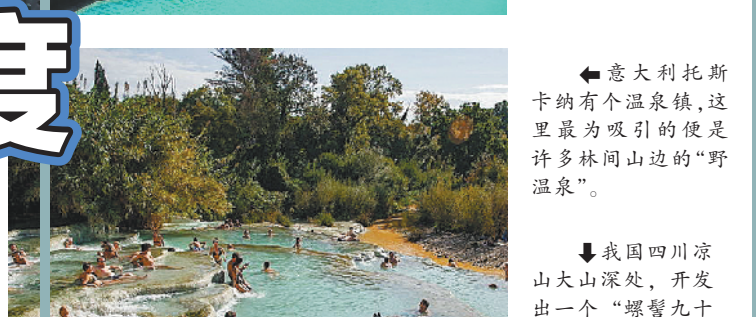 度
⬅意大利托斯
卡纳有个温泉镇,这
里最为吸引的便是
许多林间山边的“野
温泉”。
⬇我国四川凉
山大山深处，开发
出一个“螺髻九十